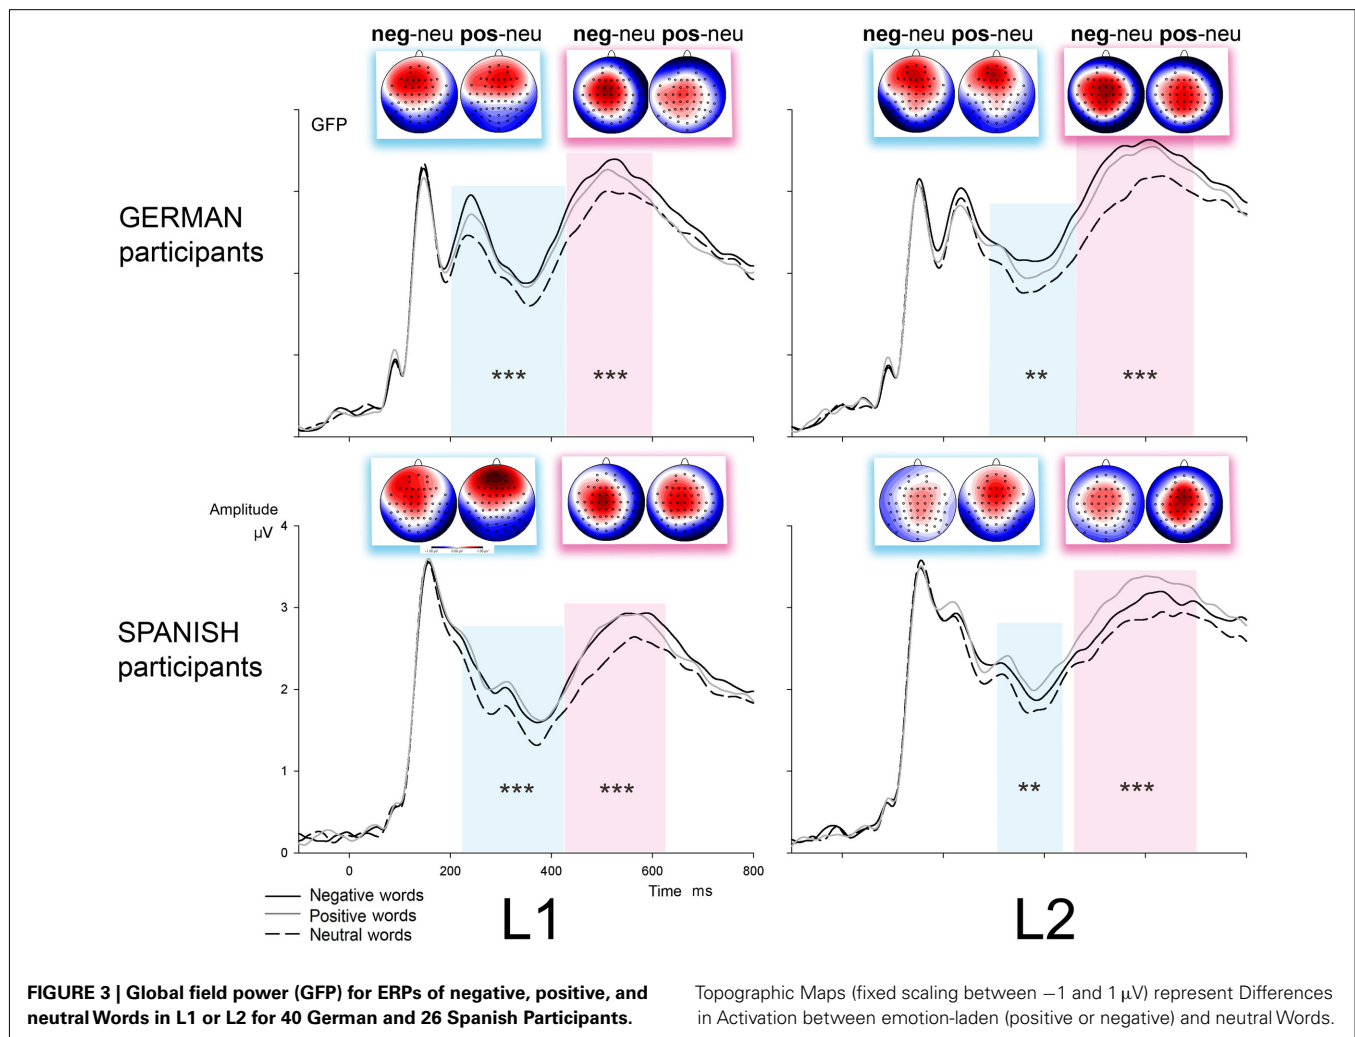 neg-neu pos-neu
neg-neu pos-neu
neg-neu pos-neu
neg-neu pos-neu
GFP
GERMAN
participants
***
***
**
***
Amplitude
µV
4
3
2
1
0
SPANISH
participants
***
***
**
***
0
200
400
600
800
Time ms
Negative words
Positive words
Neutral words
L1
L2
FIGURE 3 | Global field power (GFP) for ERPs of negative, positive, and
neutral Words in L1 or L2 for 40 German and 26 Spanish Participants.
Topographic Maps (fixed scaling between −1 and 1 µV) represent Differences
in Activation between emotion-laden (positive or negative) and neutral Words.